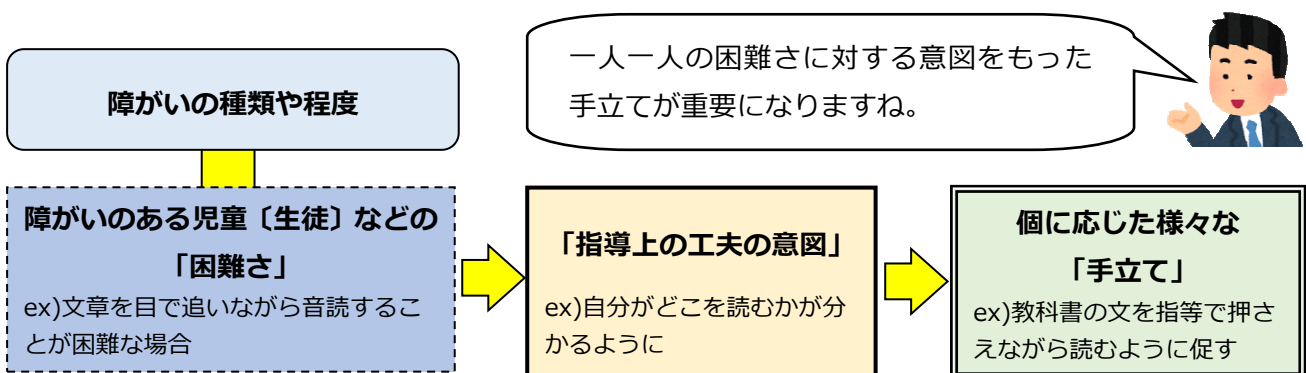 一人一人の困難さに対する意図をもった
手立てが重要になりますね。
障がいの種類や程度
障がいのある児童〔生徒〕などの
「困難さ」
ex)文章を目で追いながら音読するこ
とが困難な場合
「指導上の工夫の意図」
ex)自分がどこを読むかが分
かるように
個に応じた様々な
「手立て」
ex)教科書の文を指等で押さ
えながら読むように促す